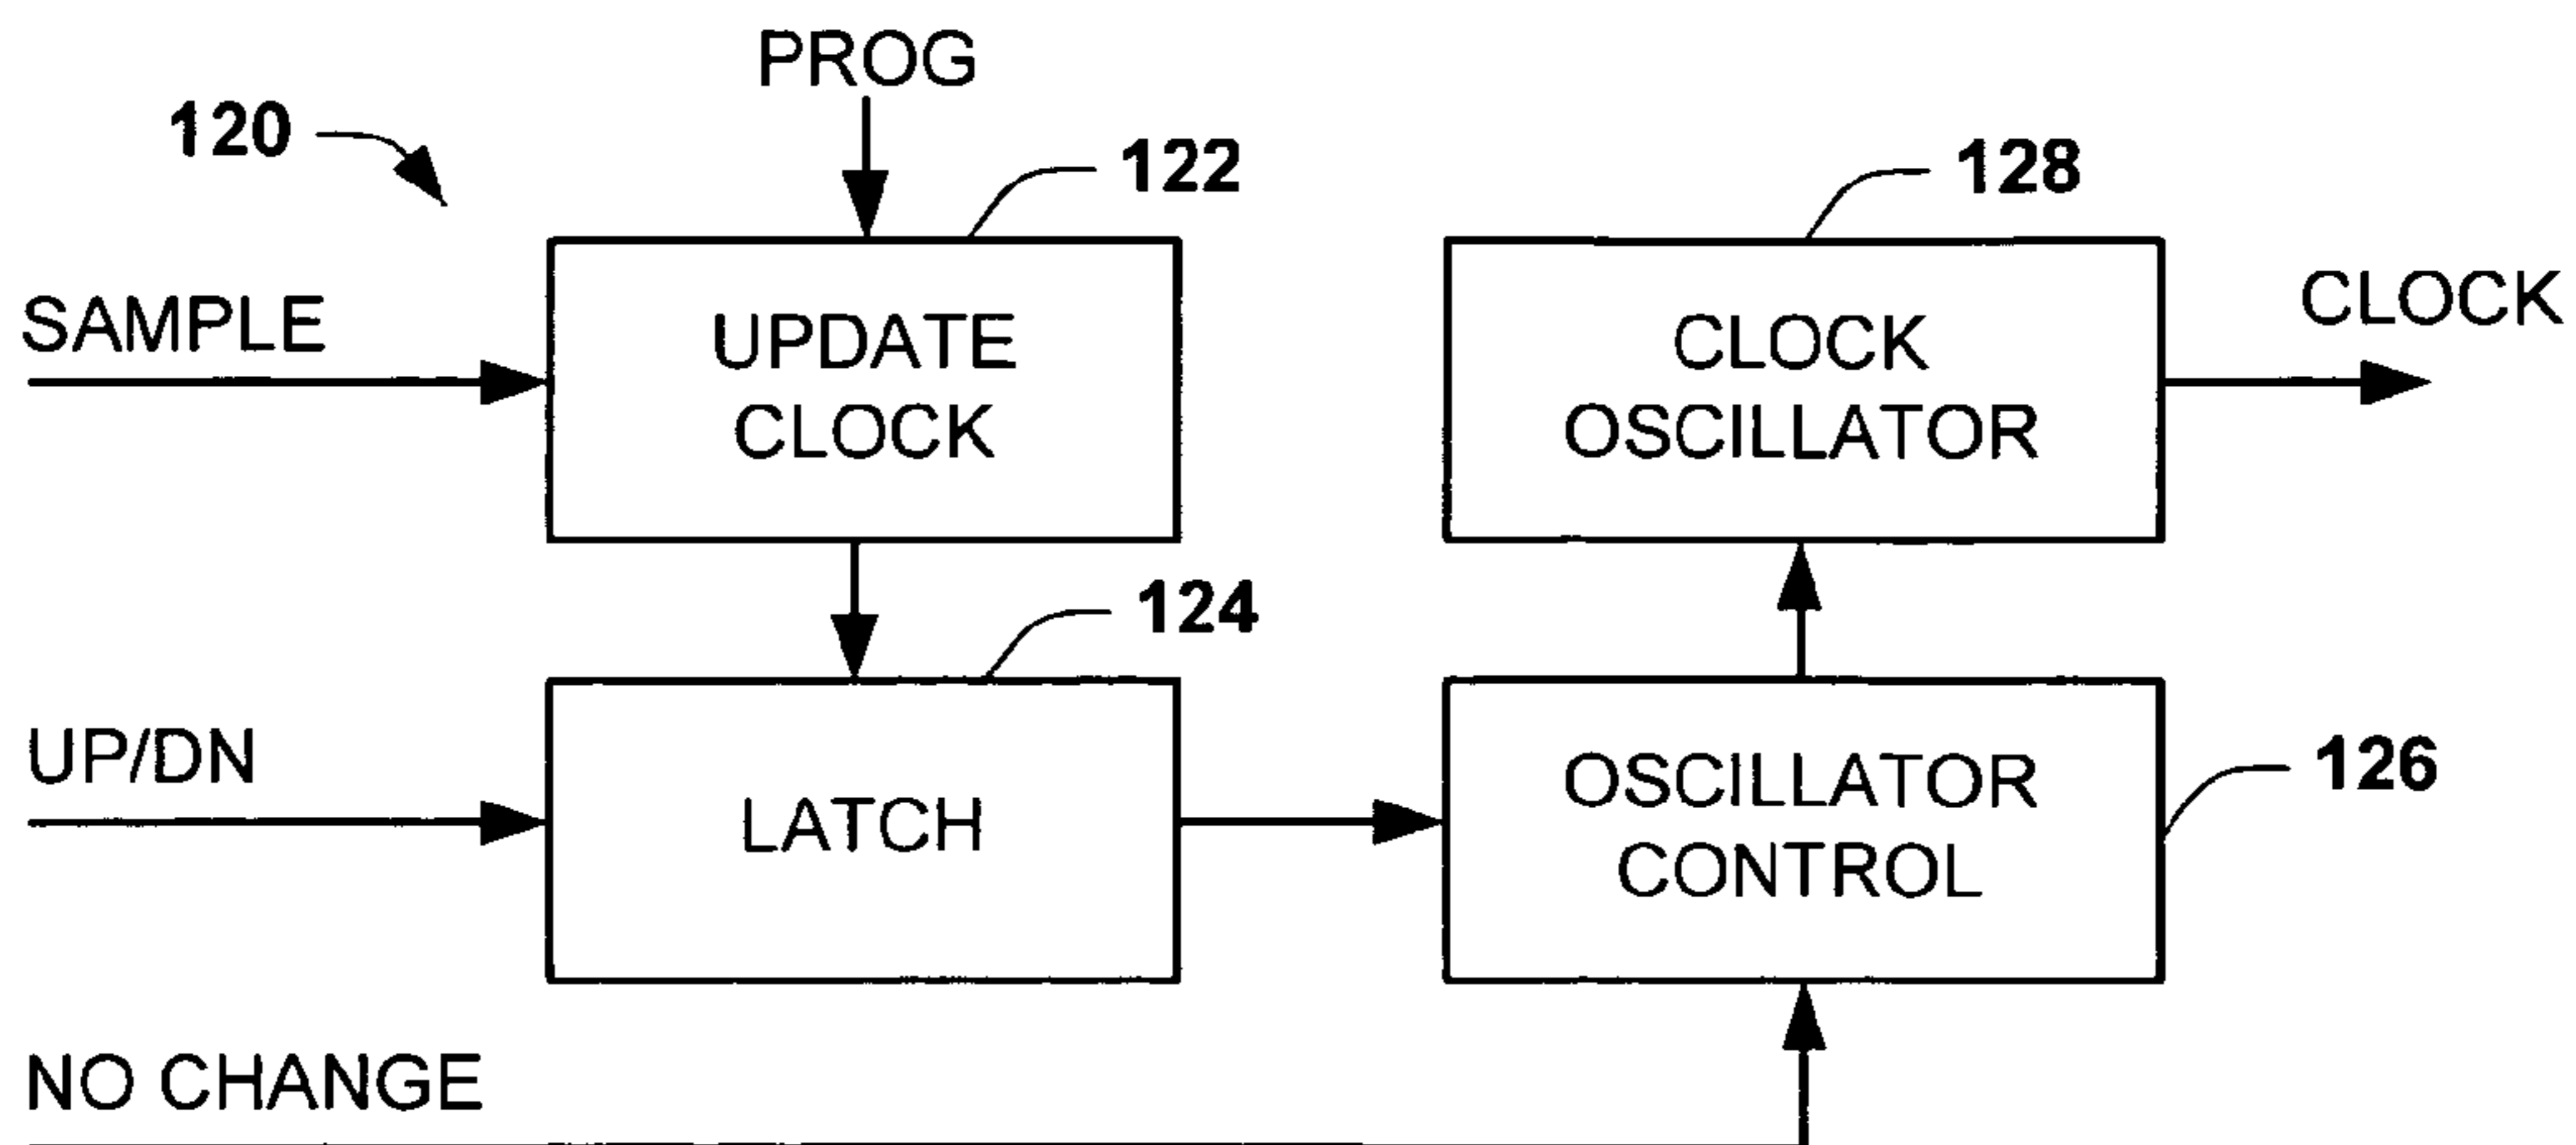 PROG
120
122
128
SAMPLE
UPDATE
CLOCK
CLOCK
OSCILLATOR
CLOCK
124
UP/DN
LATCH
OSCILLATOR
CONTROL
126
NO CHANGE